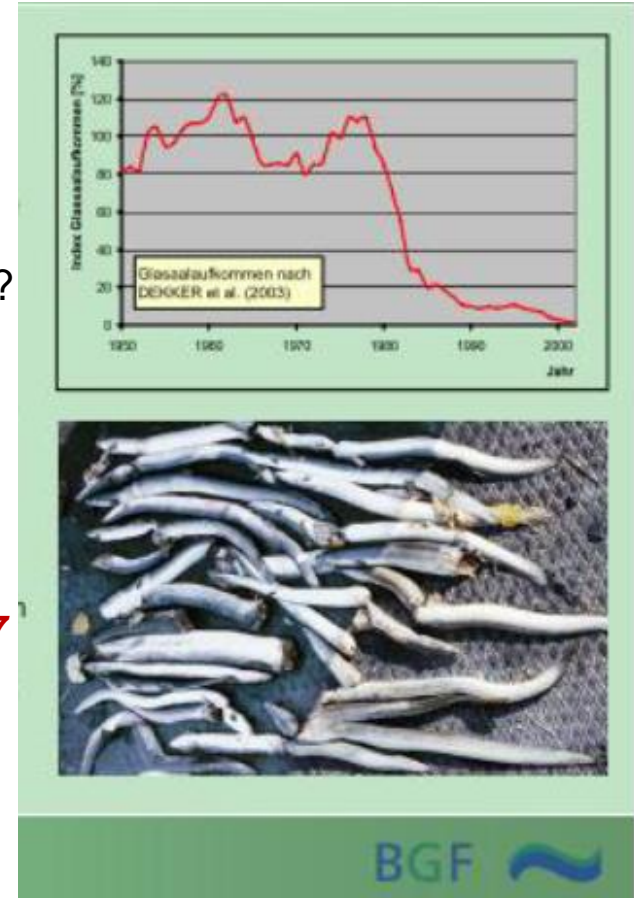 Index Glasaalaufkommen [%]
140
120
100
80
60
40
20
0
Glasaalaufkommen nach
DEKKER et al. (2003)
1950
1960
1970
1980
1990
2000
Jahr
?
n
BGF